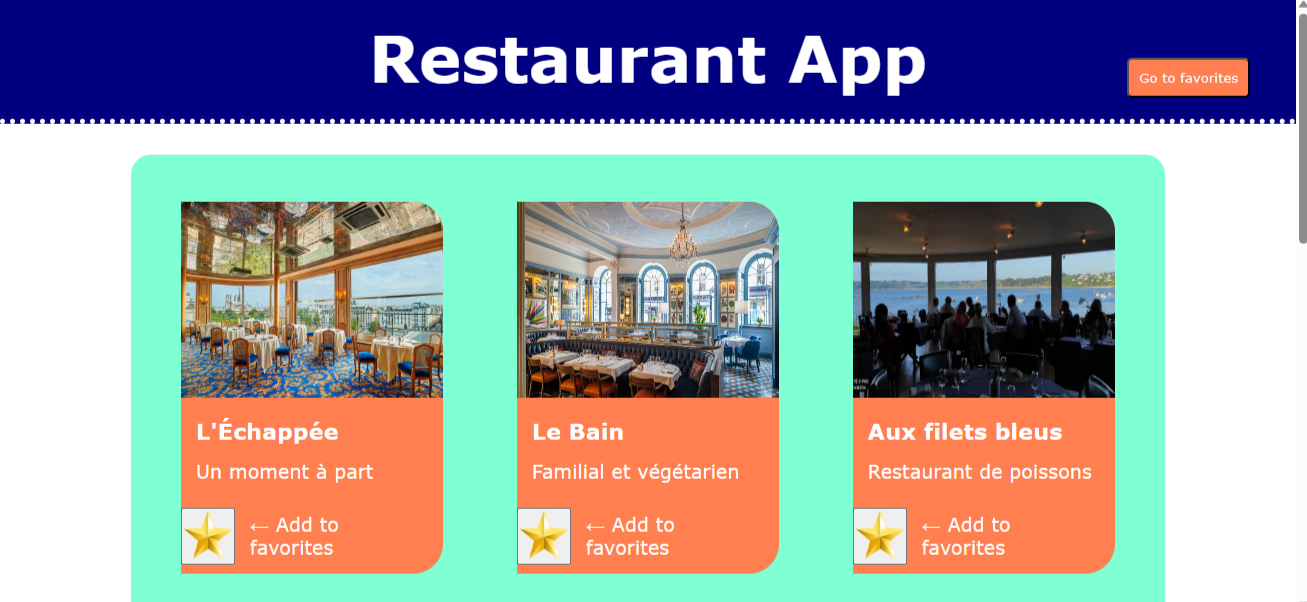 Restaurant App
Go to favorites
L'Échappée
Un moment à part
← Add to
favorites
Le Bain
Familial et végétarien
← Add to
favorites
Aux filets bleus
Restaurant de poissons
← Add to
favorites